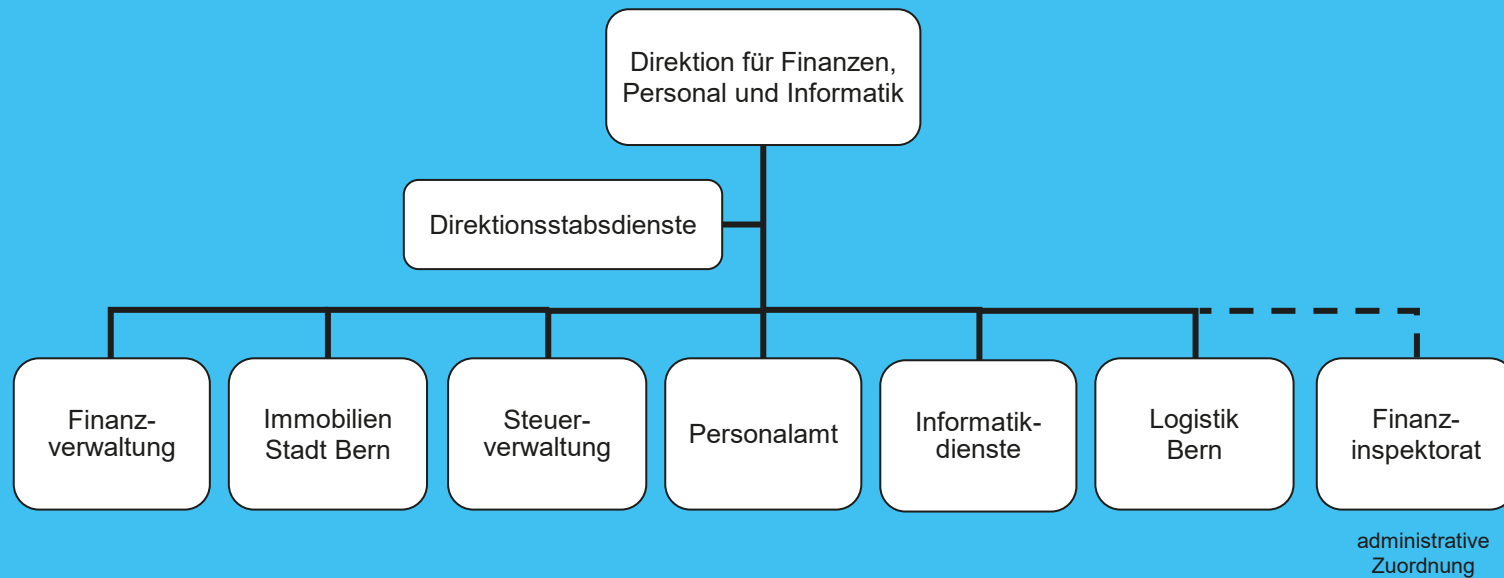 Direktion für Finanzen,
Personal und Informatik
Direktionsstabsdienste
Finanz-
verwaltung
Immobilien
Stadt Bern
Steuer-
verwaltung
Personalamt
Informatik-
dienste
Logistik
Bern
Finanz-
inspektorat
administrative
Zuordnung